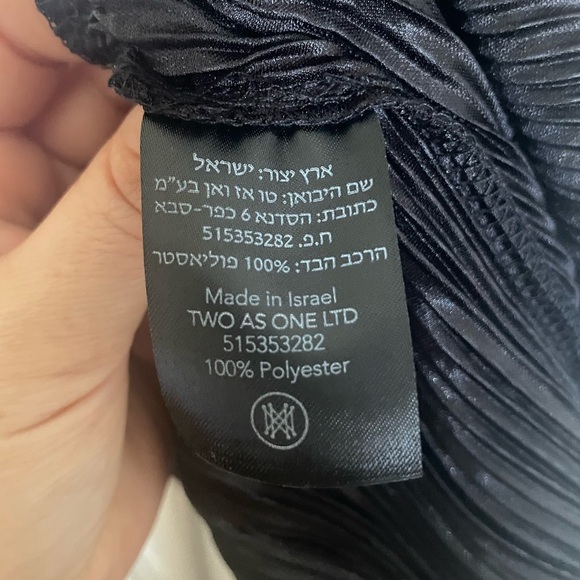 ארץ יצור: ישראל
שם היבואן: טו אז וואן בע"מ
כתובת: הסדנא 6 כפר-סבא
ח.פ. 515353282
הרכב הבד: 100% פוליאסטר
Made in Israel
TWO AS ONE LTD
515353282
100% Polyester